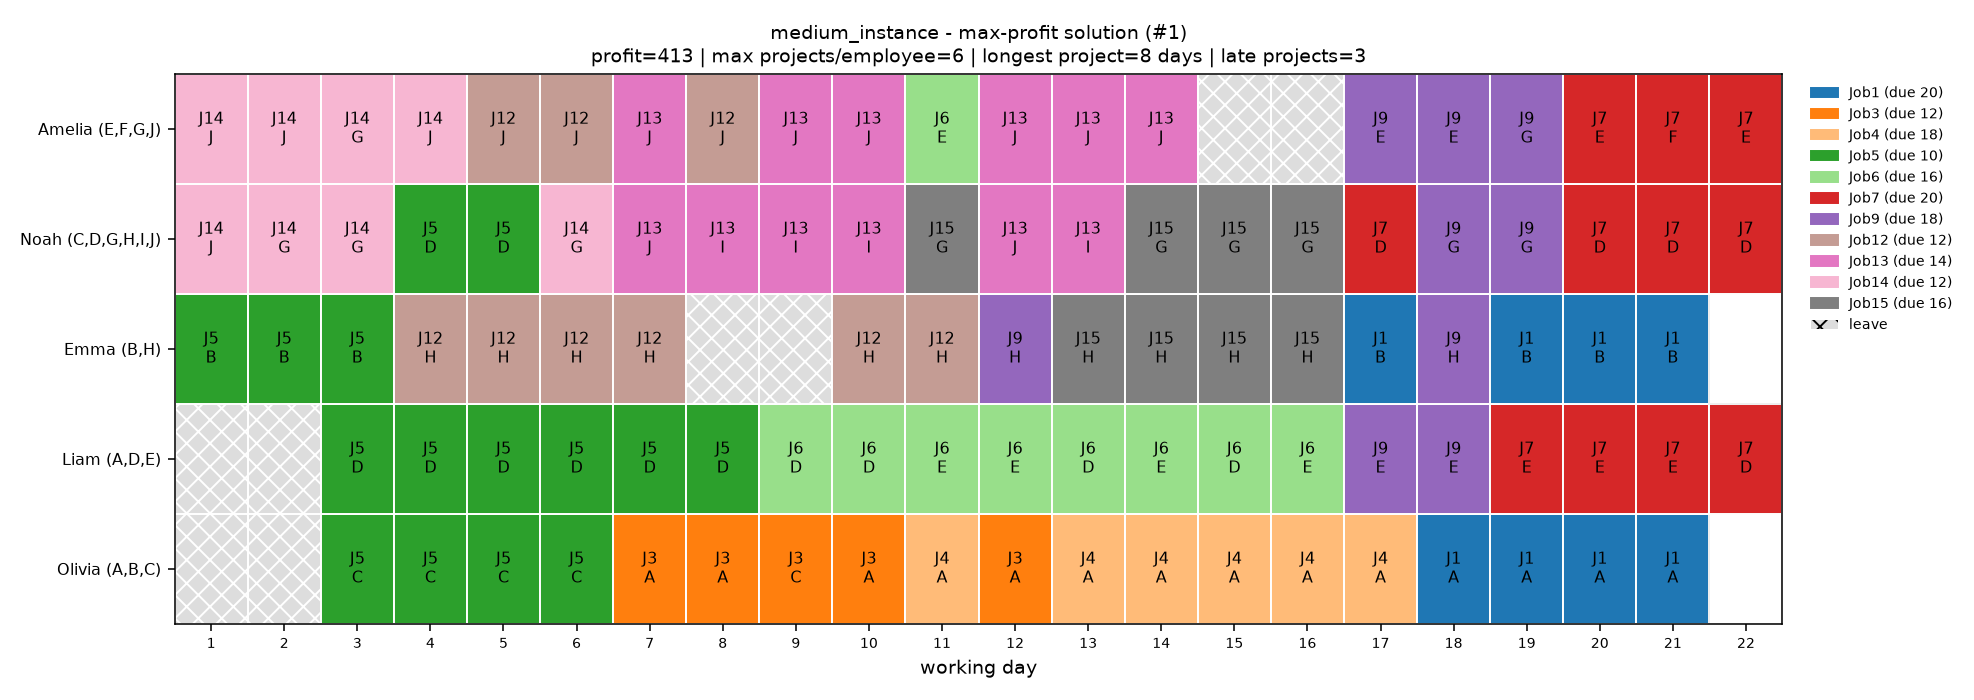 medium_instance - max-profit solution (#1)
profit=413 | max projects/employee=6 | longest project=8 days | late projects=3
Amelia (E,F,G,J)
J14 J14 J14 J14 J12 J12 J13 J12 J13 J13 J6 J13 J13 J13 J9 J9 J9 J7 J7 J7
J J G J J J J J J J E J J J E E G E F E
Noah (C,D,G,H,I,J)
J14 J14 J14 J5 J5 J14 J13 J13 J13 J13 J15 J13 J13 J15 J15 J15 J7 J9 J9 J7 J7 J7
J G G D D G J I I I G J I G G G D G G D D D
Emma (B,H)
J5 J5 J5 J12 J12 J12 J12 J12 J12 J9 J15 J15 J15 J15 J1 J9 J1 J1 J1
B B B H H H H H H H H H H H B H B B B
Liam (A,D,E)
J5 J5 J5 J5 J5 J5 J6 J6 J6 J6 J6 J6 J6 J6 J9 J9 J7 J7 J7 J7
D D D D D D D D E E D E D E E E E E E D
Olivia (A,B,C)
J5 J5 J5 J5 J3 J3 J3 J3 J4 J3 J4 J4 J4 J4 J4 J1 J1 J1 J1
C C C C A A C A A A A A A A A A A A A
1 2 3 4 5 6 7 8 9 10 11 12 13 14 15 16 17 18 19 20 21 22
working day
Job1 (due 20)
Job3 (due 12)
Job4 (due 18)
Job5 (due 10)
Job6 (due 16)
Job7 (due 20)
Job9 (due 18)
Job12 (due 12)
Job13 (due 14)
Job14 (due 12)
Job15 (due 16)
leave